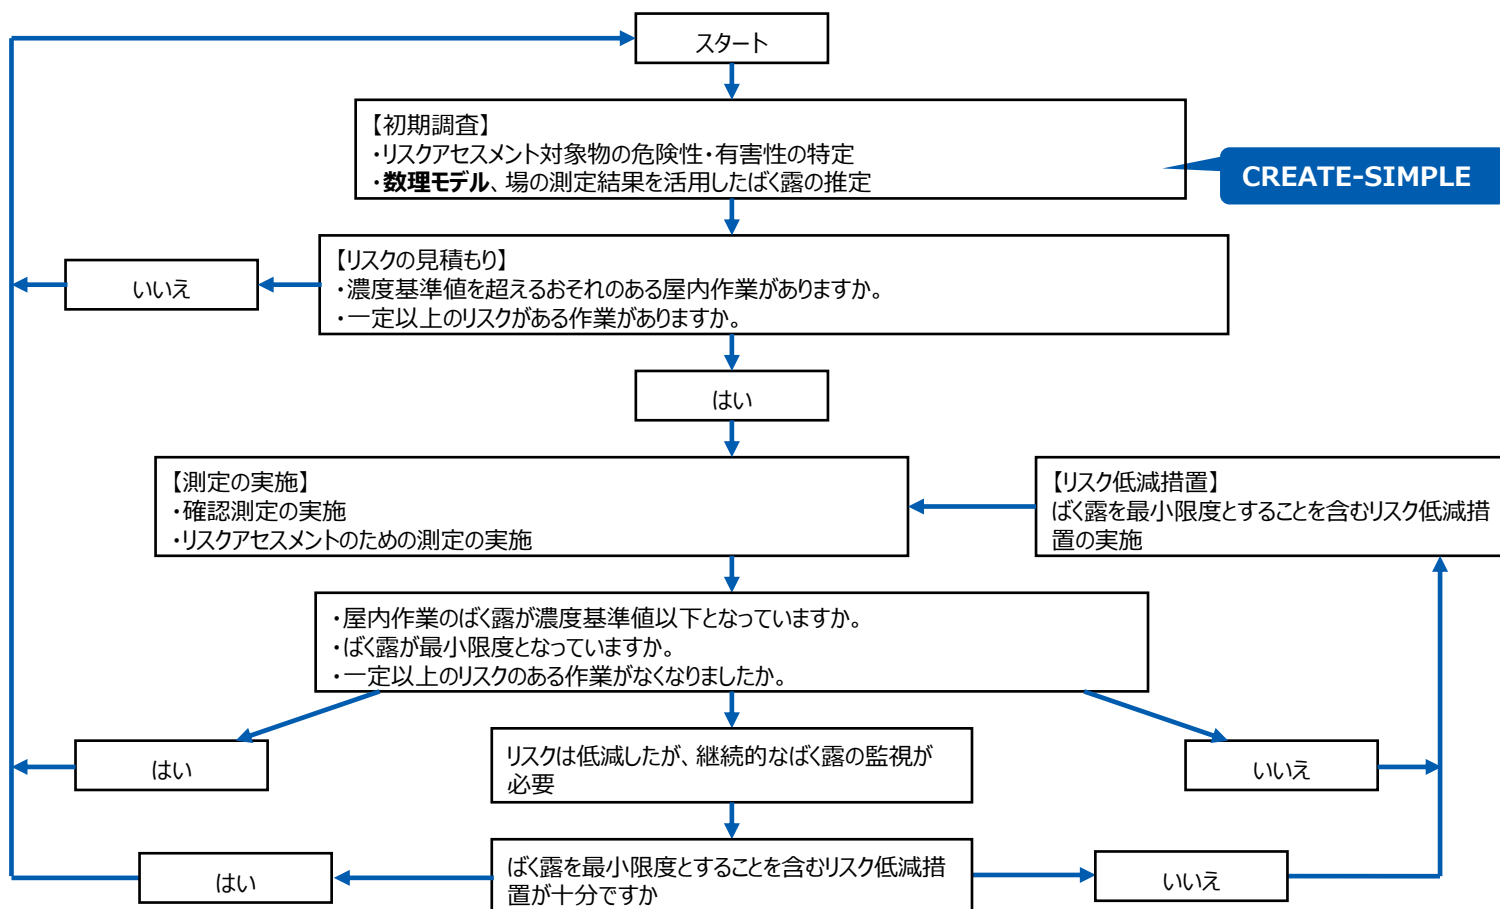 スタート
【初期調査】
・リスクアセスメント対象物の危険性・有害性の特定
・数理モデル、場の測定結果を活用したばく露の推定
CREATE-SIMPLE
【リスクの見積もり】
・濃度基準値を超えるおそれのある屋内作業がありますか。
・一定以上のリスクがある作業がありますか。
いいえ
はい
【測定の実施】
・確認測定の実施
・リスクアセスメントのための測定の実施
【リスク低減措置】
ばく露を最小限度とすることを含むリスク低減措
置の実施
・屋内作業のばく露が濃度基準値以下となっていますか。
・ばく露が最小限度となっていますか。
・一定以上のリスクのある作業がなくなりましたか。
はい
リスクは低減したが、継続的なばく露の監視が
必要
いいえ
はい
ばく露を最小限度とすることを含むリスク低減措
置が十分ですか
いいえ